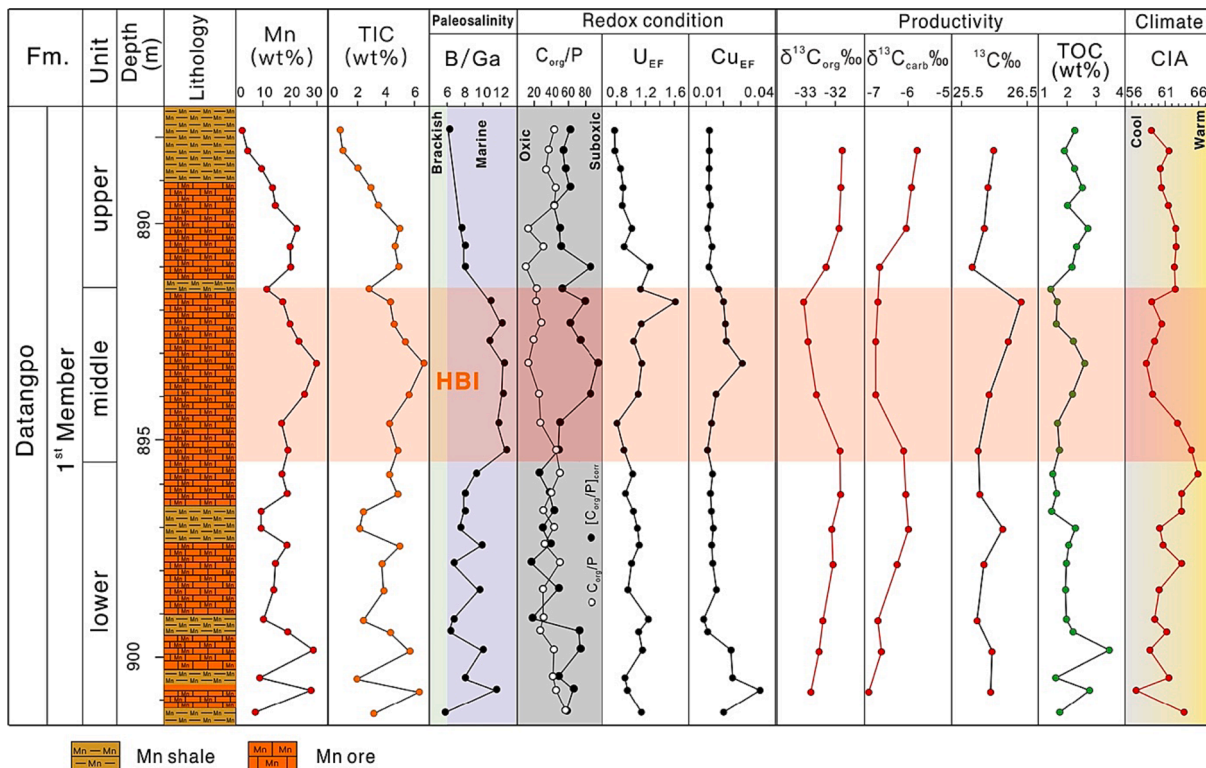 Fm.
Unit
Depth (m)
Lithology
Mn (wt%)
0 10 20 30
TIC (wt%)
0 2 4 6
Paleosalinity
B/Ga
6 8 10 12
Redox condition
Corg/P
20 40 60 80
UEF
0.8 1.2 1.6
CuEF
0.01 0.04
Productivity
δ13Corg‰
-33 -32
δ13Ccarb‰
-7 -6 -5
13C‰
25.5 26.5
TOC (wt%)
1 2 3 4
Climate
CIA
56 61 66
Brackish
Marine
Oxic
Suboxic
Cool
Warm
Datangpo
1st Member
upper
middle
lower
890
895
900
HBI
○ Corg/P ● [Corg/P]corr
Mn Mn shale
Mn Mn ore